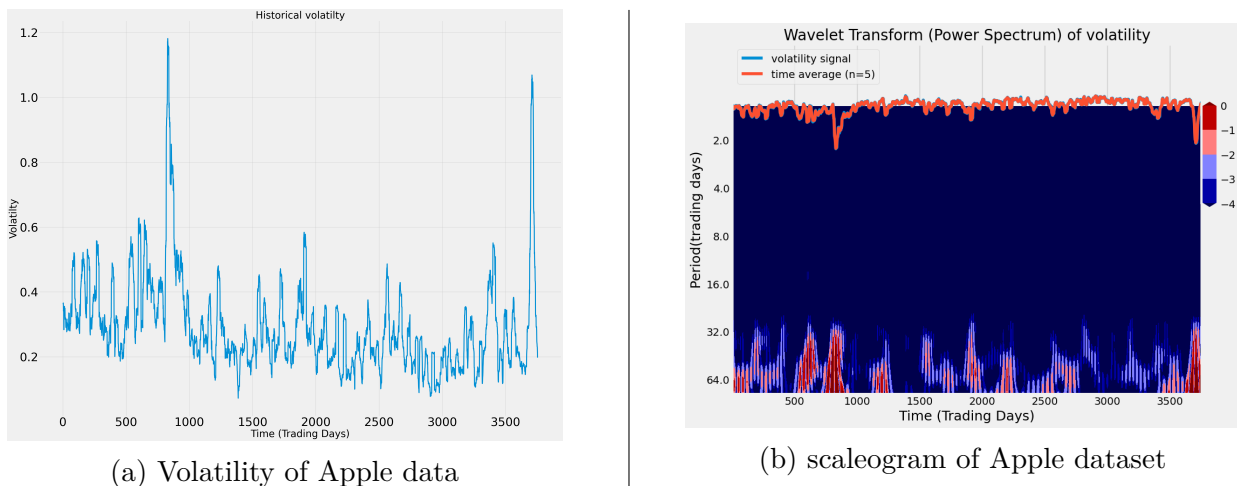 Historical volatilty
1.2
1.0
0.8
0.6
0.4
0.2
Volatilty
0 500 1000 1500 2000 2500 3000 3500
Time (Trading Days)
(a) Volatility of Apple data
Wavelet Transform (Power Spectrum) of volatility
volatility signal
time average (n=5)
2.0
4.0
8.0
16.0
32.0
64.0
Period(trading days)
500 1000 1500 2000 2500 3000 3500
Time (Trading Days)
0
−1
−2
−3
−4
(b) scaleogram of Apple dataset